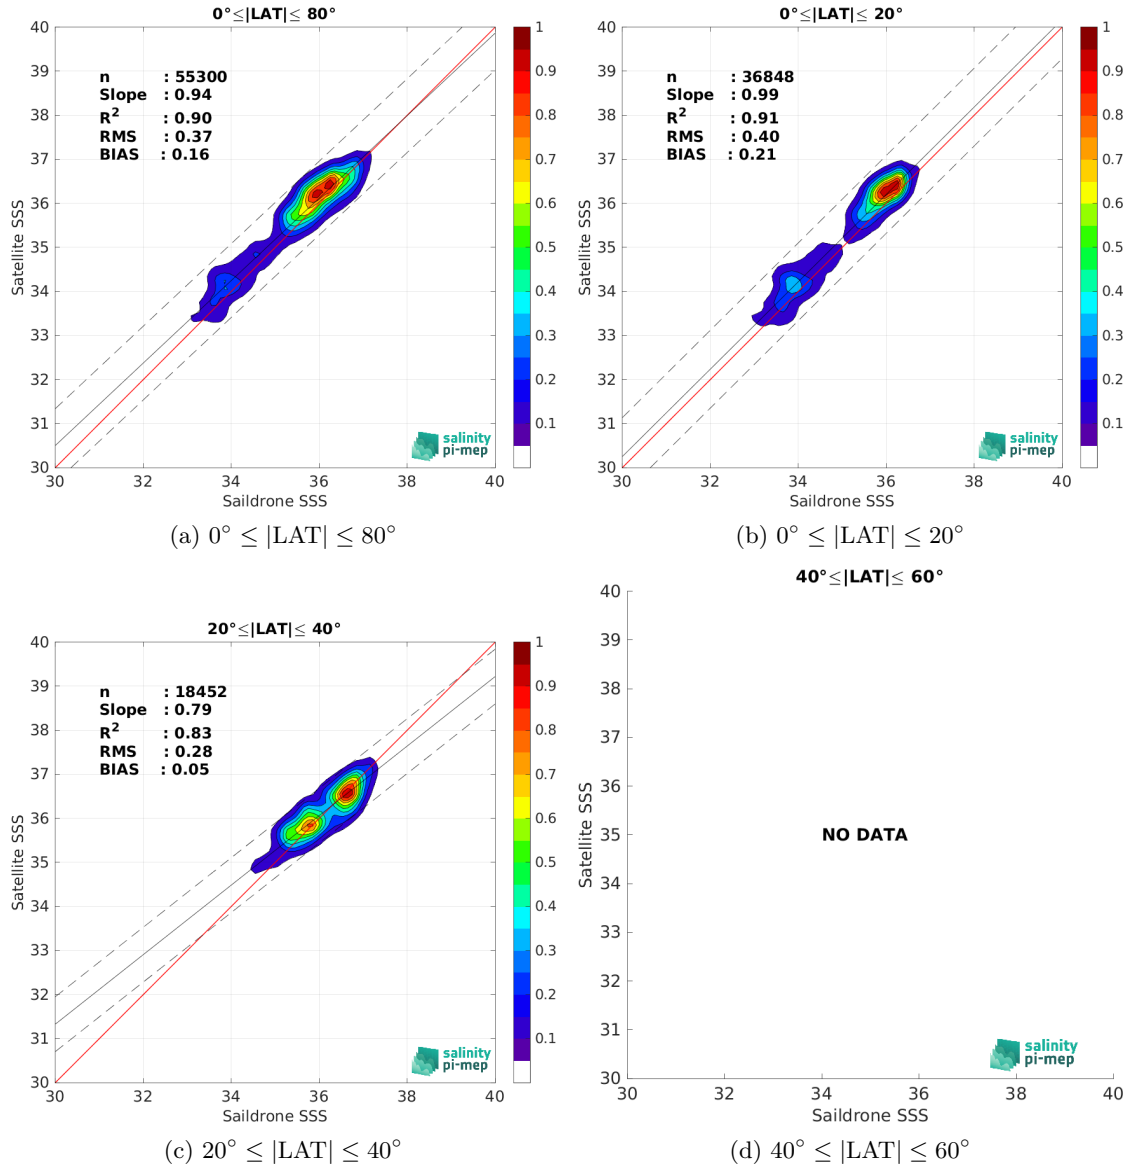 0°≤|LAT|≤ 80°
n : 55300
Slope : 0.94
R² : 0.90
RMS : 0.37
BIAS : 0.16
40
39
38
37
36
35
34
33
32
31
30
Satellite SSS
30 32 34 36 38 40
Saildrone SSS
1
0.9
0.8
0.7
0.6
0.5
0.4
0.3
0.2
0.1
salinity
pi-mep
(a) 0° ≤ |LAT| ≤ 80°
0°≤|LAT|≤ 20°
n : 36848
Slope : 0.99
R² : 0.91
RMS : 0.40
BIAS : 0.21
40
39
38
37
36
35
34
33
32
31
30
Satellite SSS
30 32 34 36 38 40
Saildrone SSS
1
0.9
0.8
0.7
0.6
0.5
0.4
0.3
0.2
0.1
salinity
pi-mep
(b) 0° ≤ |LAT| ≤ 20°
20°≤|LAT|≤ 40°
n : 18452
Slope : 0.79
R² : 0.83
RMS : 0.28
BIAS : 0.05
40
39
38
37
36
35
34
33
32
31
30
Satellite SSS
30 32 34 36 38 40
Saildrone SSS
1
0.9
0.8
0.7
0.6
0.5
0.4
0.3
0.2
0.1
salinity
pi-mep
(c) 20° ≤ |LAT| ≤ 40°
40°≤|LAT|≤ 60°
40
39
38
37
36
35
34
33
32
31
30
Satellite SSS
NO DATA
30 32 34 36 38 40
Saildrone SSS
salinity
pi-mep
(d) 40° ≤ |LAT| ≤ 60°